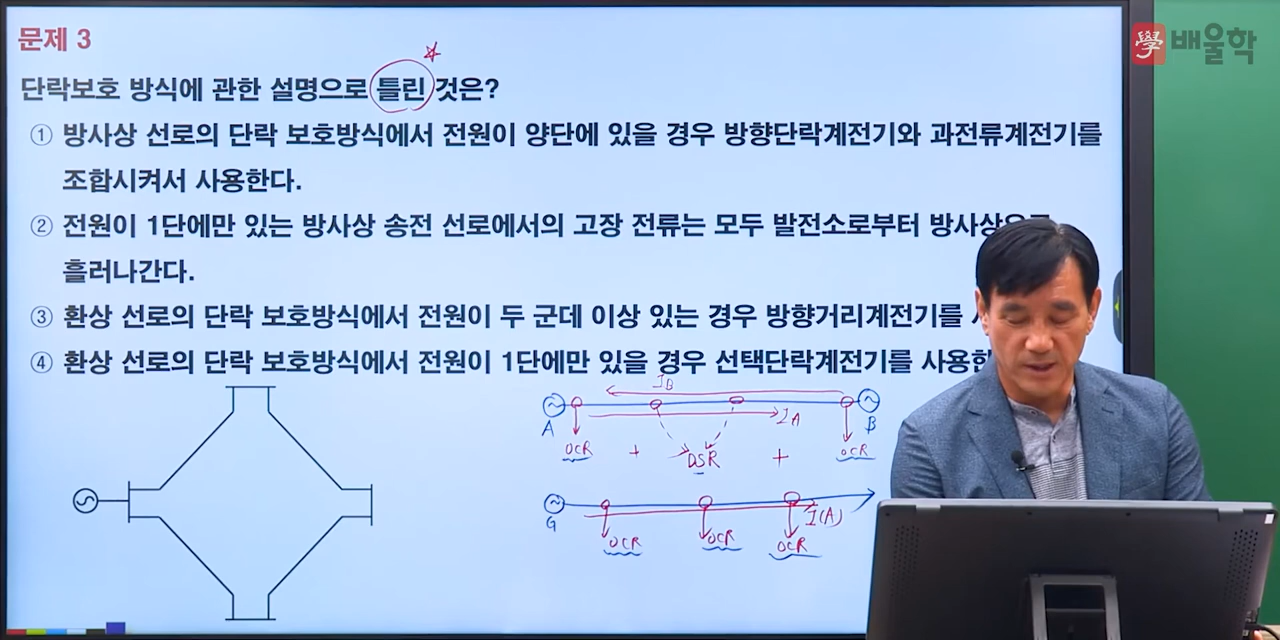 문제 3
學 배울학
단락보호 방식에 관한 설명으로 틀린 것은?
① 방사상 선로의 단락 보호방식에서 전원이 양단에 있을 경우 방향단락계전기와 과전류계전기를
조합시켜서 사용한다.
② 전원이 1단에만 있는 방사상 송전 선로에서의 고장 전류는 모두 발전소로부터 방사상으로
흘러나간다.
③ 환상 선로의 단락 보호방식에서 전원이 두 군데 이상 있는 경우 방향거리계전기를
④ 환상 선로의 단락 보호방식에서 전원이 1단에만 있을 경우 선택단락계전기를
IB
A IA B
OCR + DSR + OCR
G I(A)
OCR OCR OCR